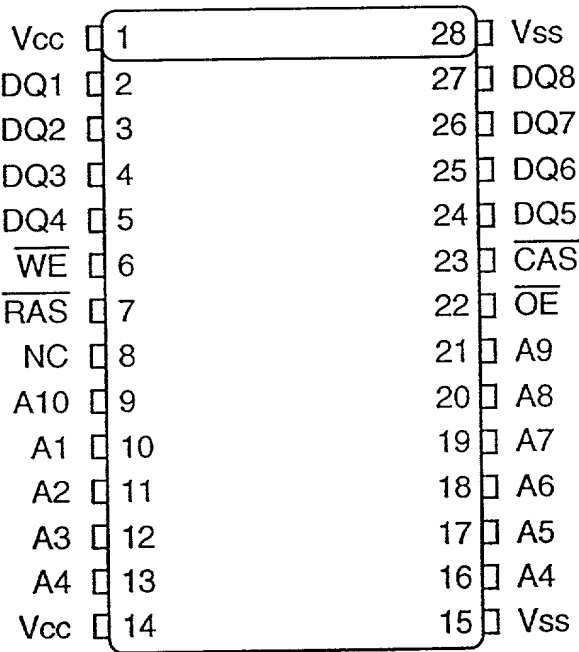 Vcc 1 28 Vss
DQ1 2 27 DQ8
DQ2 3 26 DQ7
DQ3 4 25 DQ6
DQ4 5 24 DQ5
WE 6 23 CAS
RAS 7 22 OE
NC 8 21 A9
A10 9 20 A8
A1 10 19 A7
A2 11 18 A6
A3 12 17 A5
A4 13 16 A4
Vcc 14 15 Vss